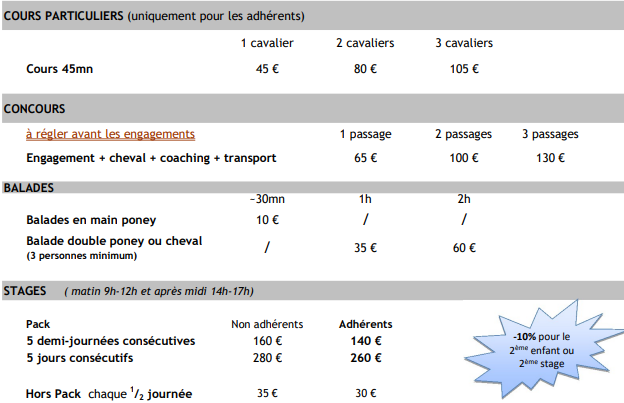 COURS PARTICULIERS (uniquement pour les adhérents)
1 cavalier 2 cavaliers 3 cavaliers
Cours 45mn 45 € 80 € 105 €
CONCOURS
à régler avant les engagements 1 passage 2 passages 3 passages
Engagement + cheval + coaching + transport 65 € 100 € 130 €
BALADES
~30mn 1h 2h
Balades en main poney 10 € / /
Balade double poney ou cheval / 35 € 60 €
(3 personnes minimum)
STAGES ( matin 9h-12h et après midi 14h-17h)
Pack Non adhérents Adhérents
5 demi-journées consécutives 160 € 140 €
5 jours consécutifs 280 € 260 €
Hors Pack chaque 1/2 journée 35 € 30 €
-10% pour le
2ème enfant ou
2ème stage